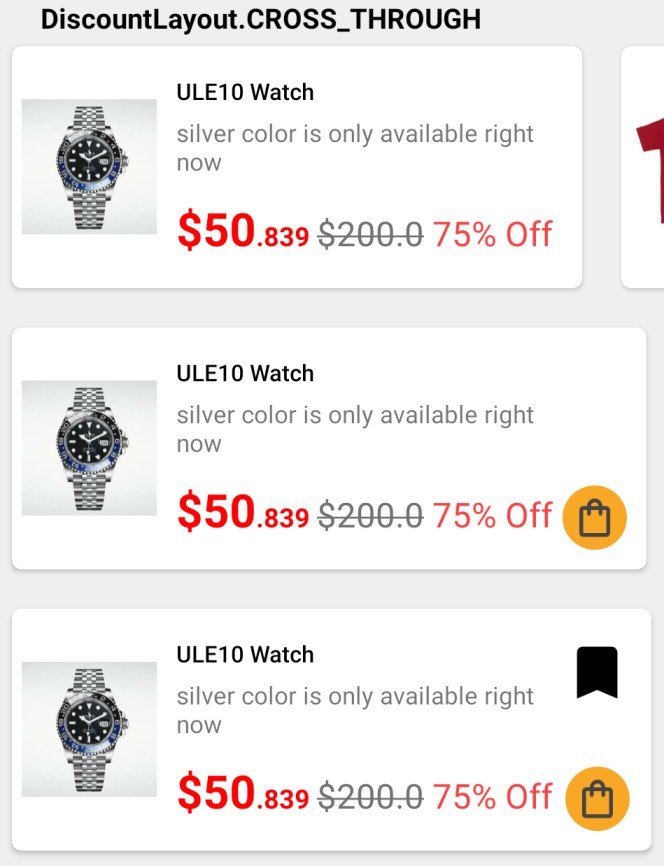 DiscountLayout.CROSS_THROUGH
ULE10 Watch
silver color is only available right
now
$50.839 $200.0 75% Off
ULE10 Watch
silver color is only available right
now
$50.839 $200.0 75% Off
ULE10 Watch
silver color is only available right
now
$50.839 $200.0 75% Off